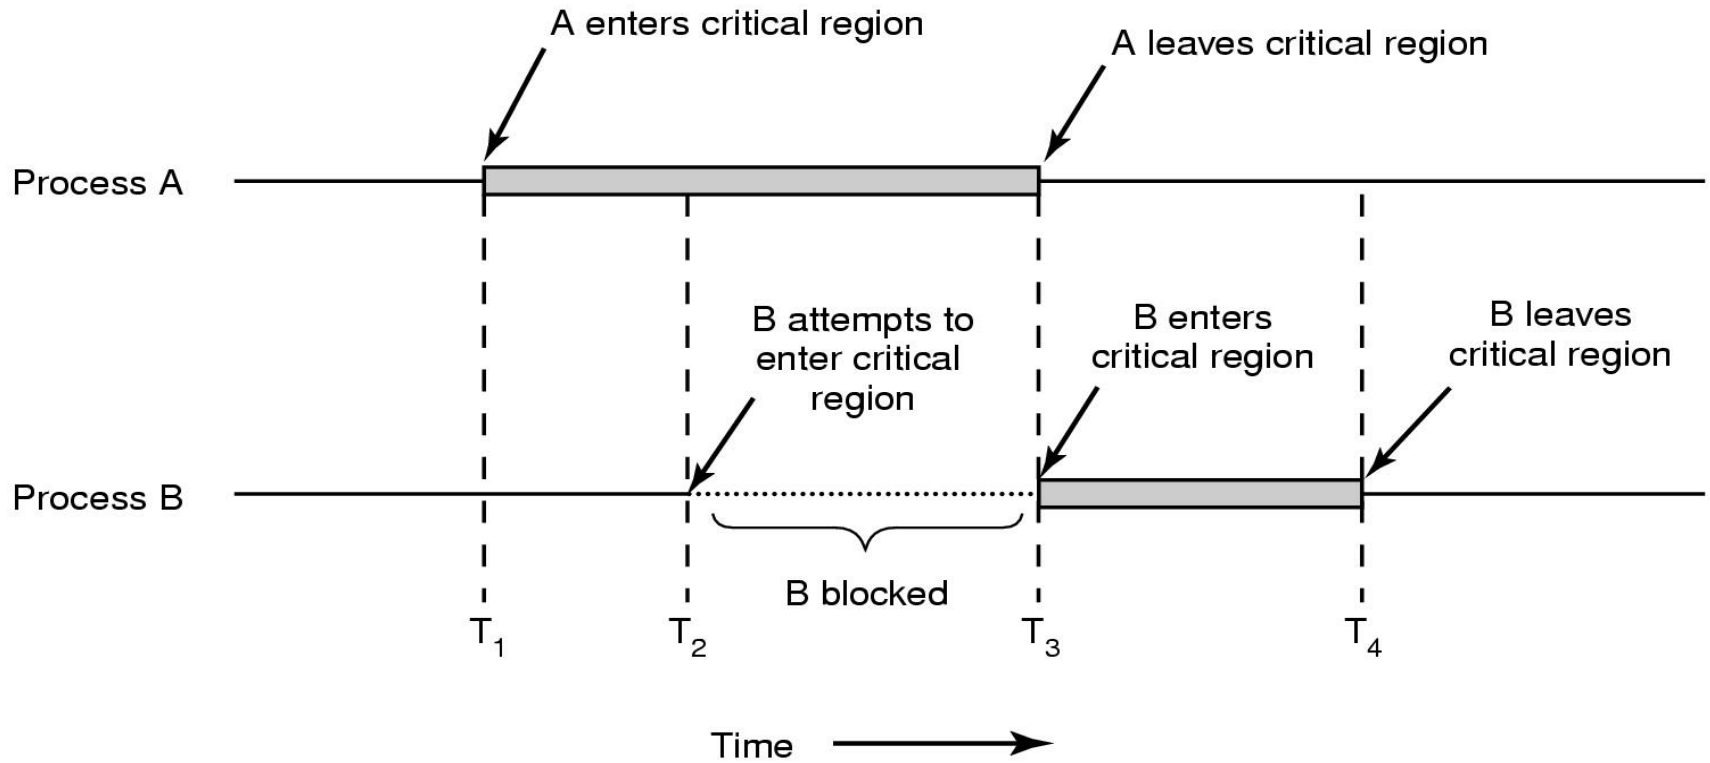 A enters critical region
A leaves critical region
Process A
B attempts to
enter critical
region
B enters
critical region
B leaves
critical region
Process B
B blocked
T1
T2
T3
T4
Time